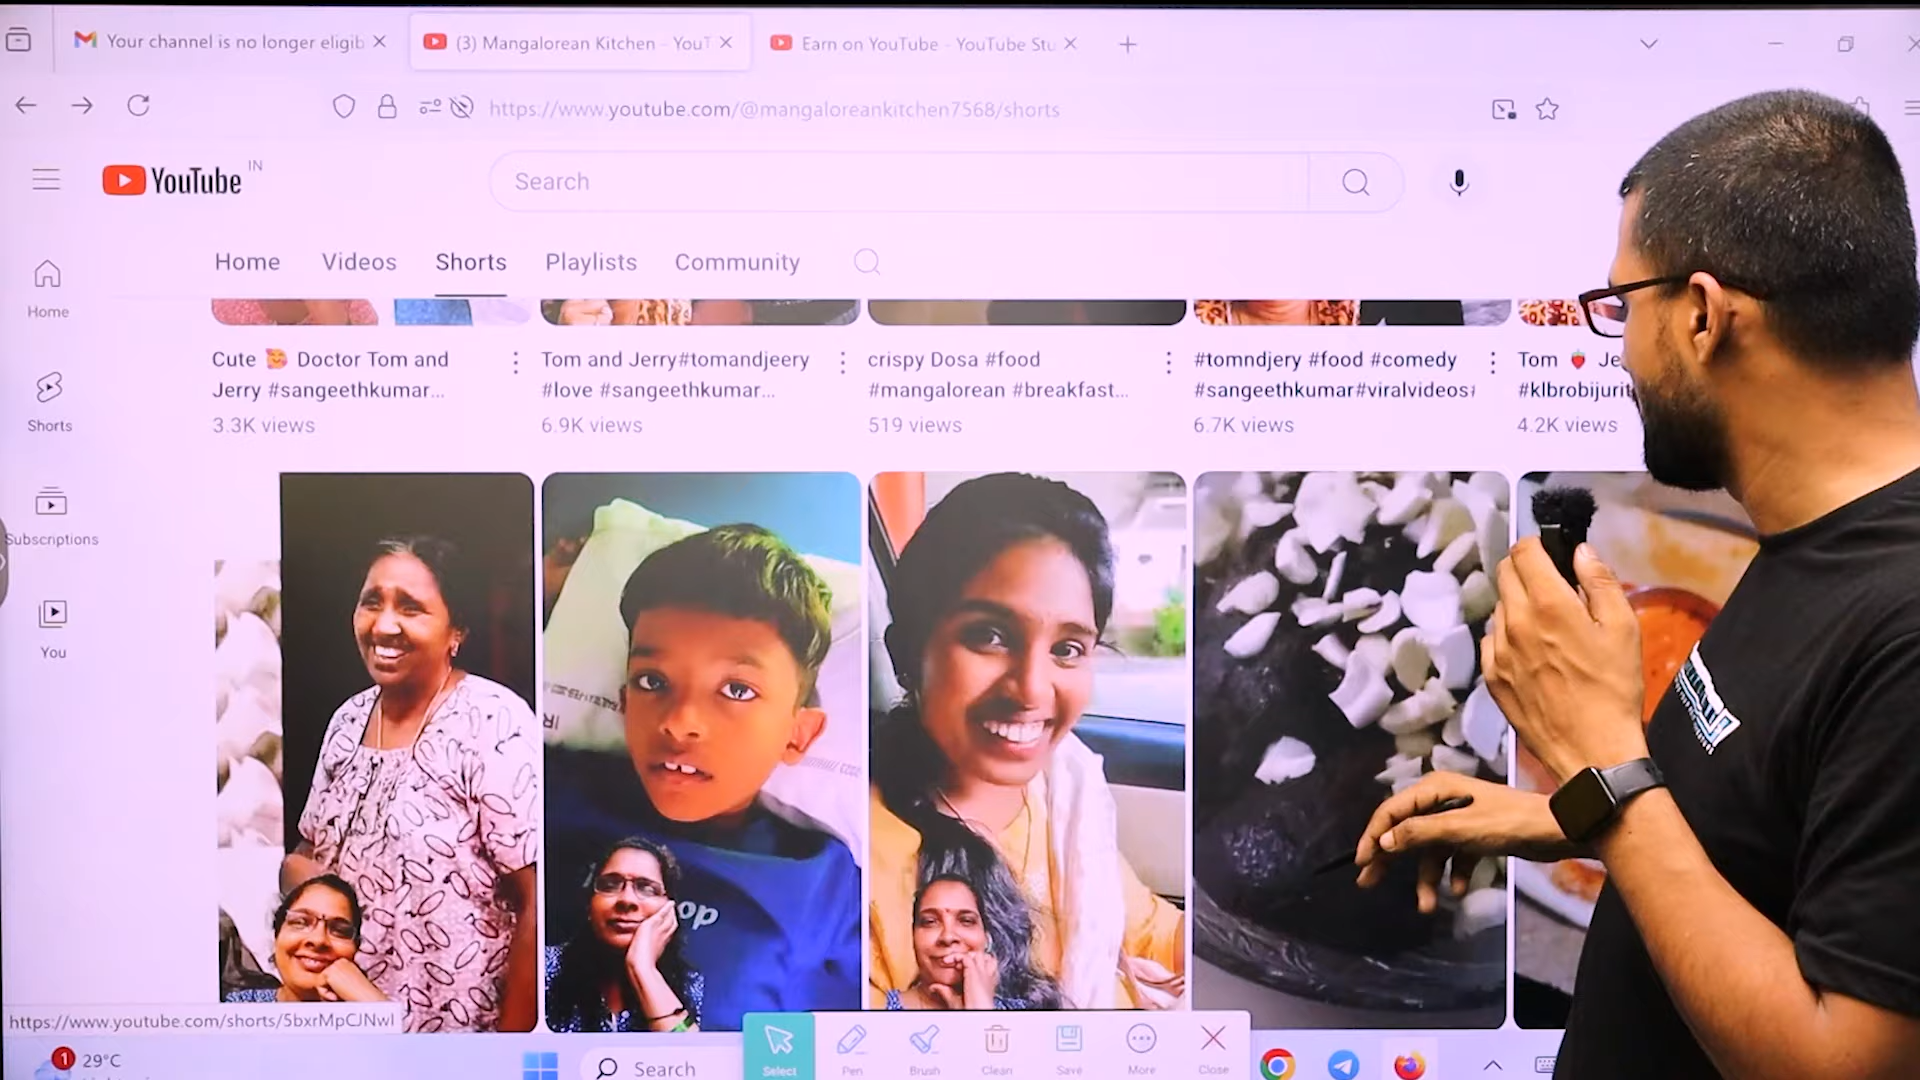 Your channel is no longer eligib
(3) Mangalorean Kitchen - YouT
Earn on YouTube - YouTube Stu
https://www.youtube.com/@mangaloreankitchen7568/shorts
YouTube IN
Search
Home Videos Shorts Playlists Community
Home
Shorts
Subscriptions
You
Cute 🥰 Doctor Tom and
Jerry #sangeethkumar...
3.3K views
Tom and Jerry#tomandjeery
#love #sangeethkumar...
6.9K views
crispy Dosa #food
#mangalorean #breakfast...
519 views
#tomndjery #food #comedy
#sangeethkumar#viralvideos
6.7K views
Tom 🍓 Je
#klbrobijurit
4.2K views
op
https://www.youtube.com/shorts/5bxrMpCJNwI
1
29°C
Search
Select
Pen
Brush
Clean
Save
More
Close